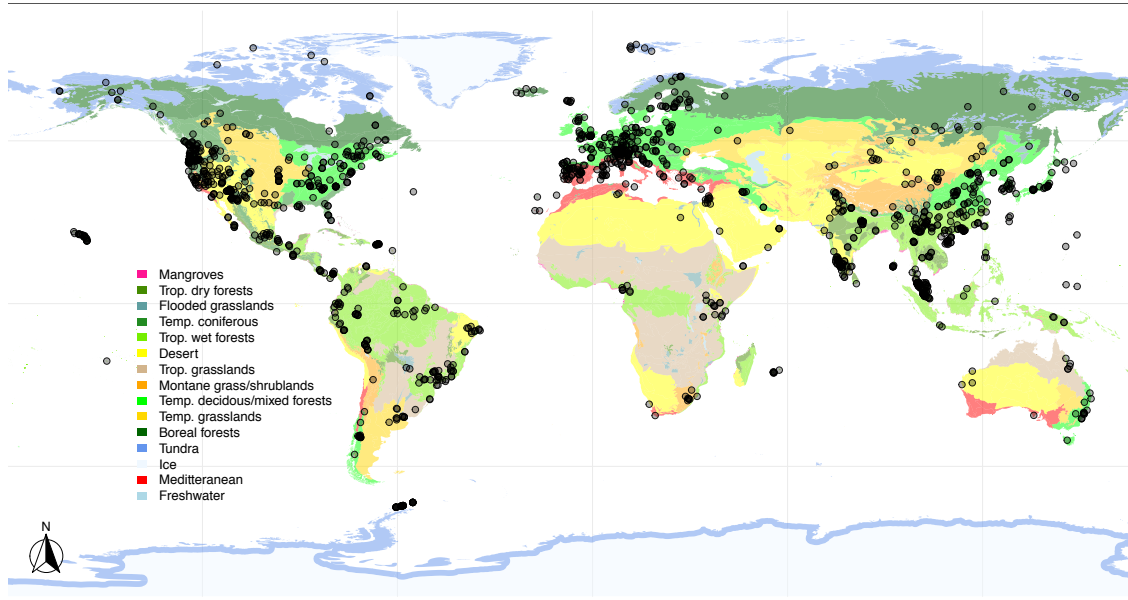 Mangroves
Trop. dry forests
Flooded grasslands
Temp. coniferous
Trop. wet forests
Desert
Trop. grasslands
Montane grass/shrublands
Temp. decidous/mixed forests
Temp. grasslands
Boreal forests
Tundra
Ice
Meditteranean
Freshwater
N